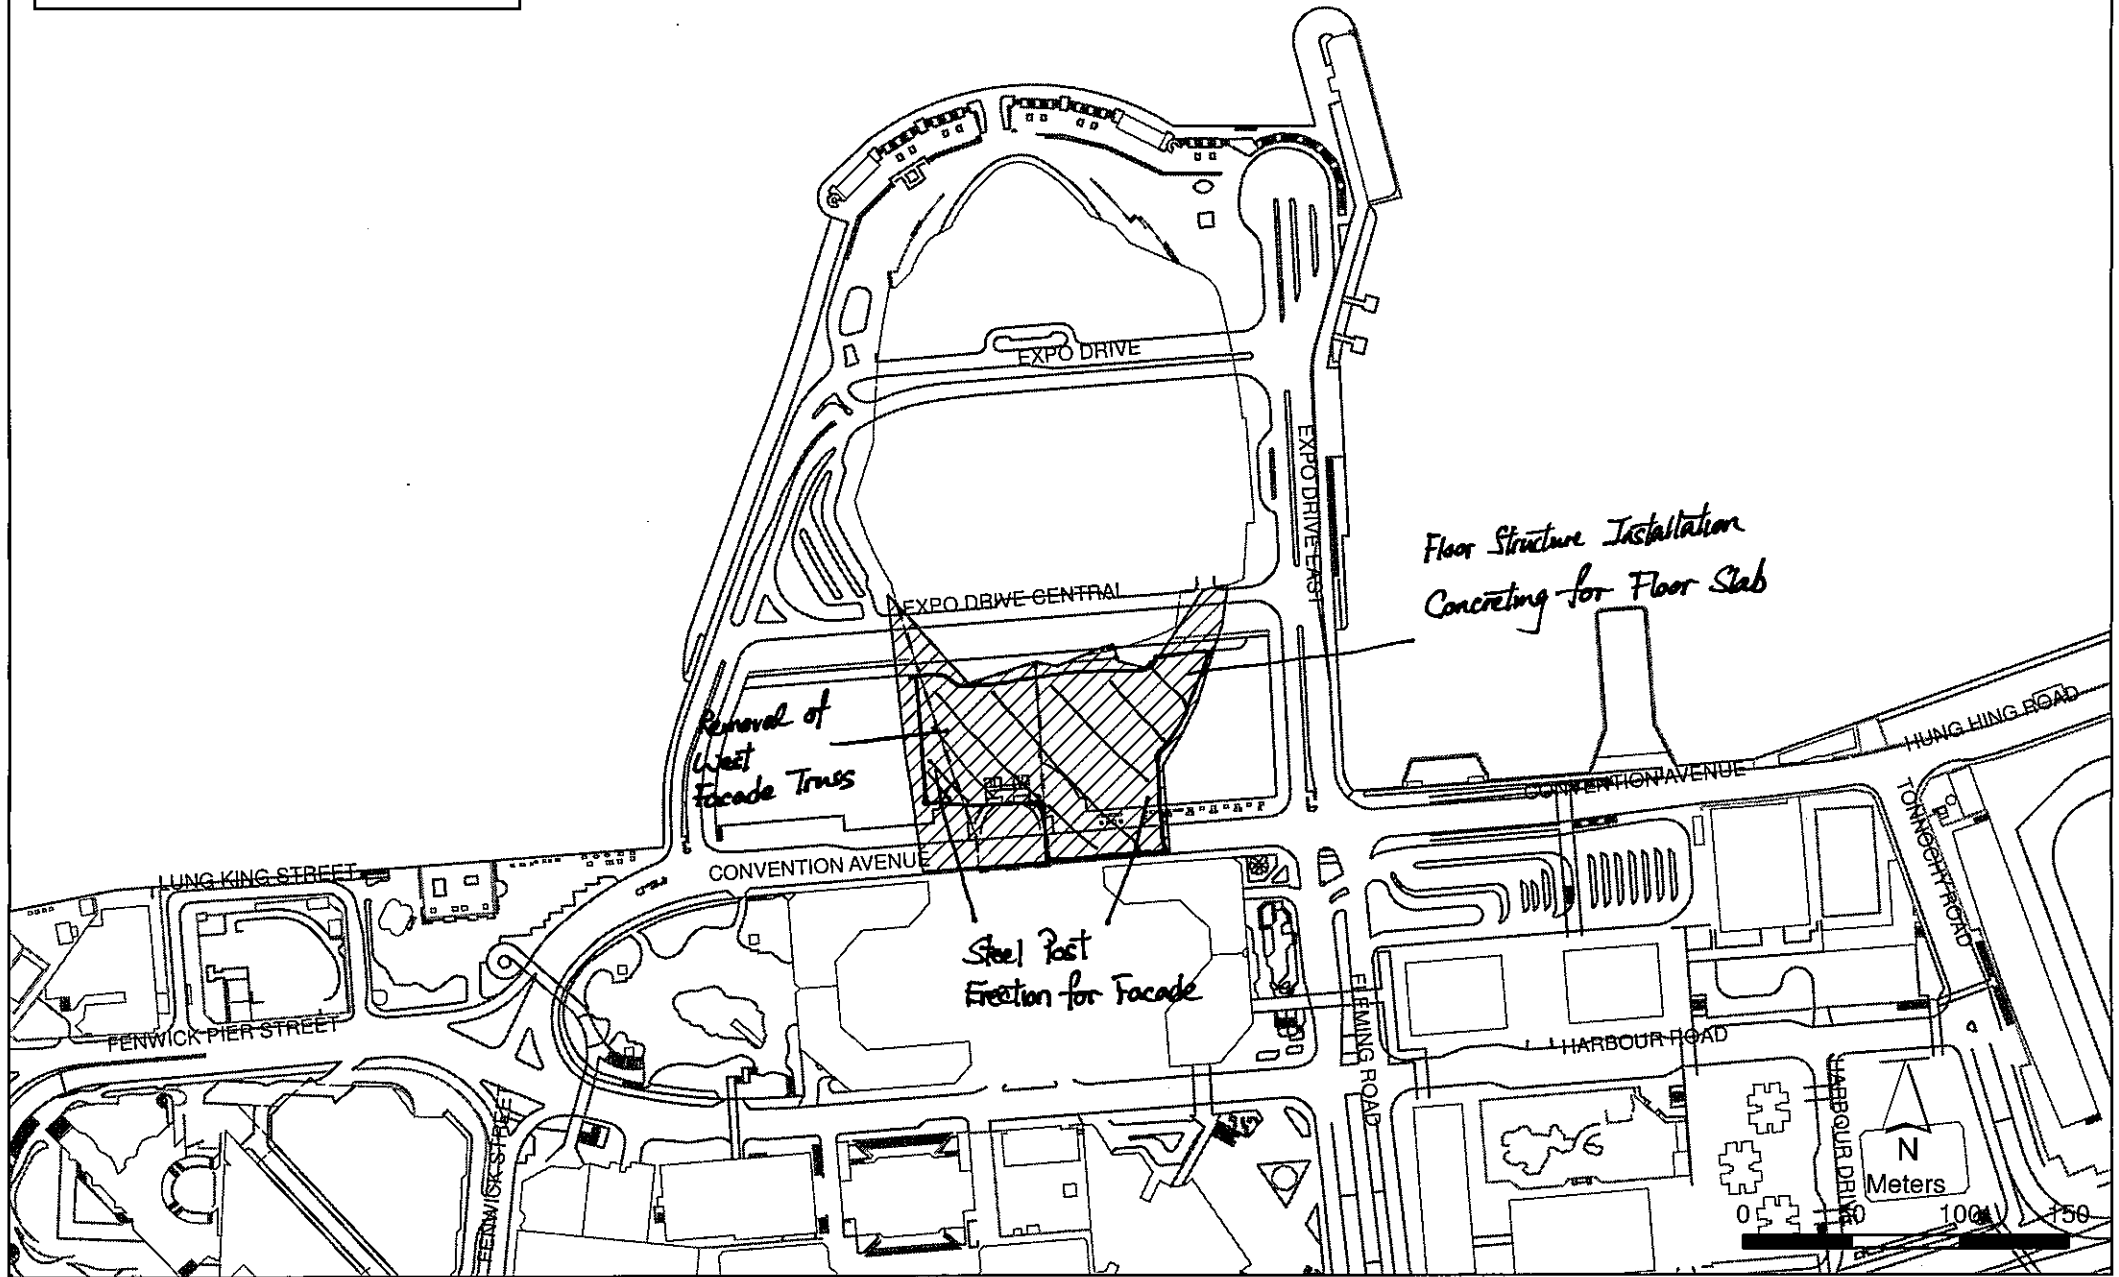 EXPO DRIVE
EXPO DRIVE EAST
Floor Structure Installation
Concreting for Floor Slab
EXPO DRIVE CENTRAL
Removal of
West
Facade Truss
HUNG HING ROAD
CONVENTION AVENUE
TONNOCHY ROAD
CONVENTION AVENUE
LUNG KING STREET
Steel Post
Erection for Facade
FENWICK PIER STREET
FLEMING ROAD
HARBOUR ROAD
HARBOUR DRIVE
FENWICK STREET
N
Meters
0 50 100 150